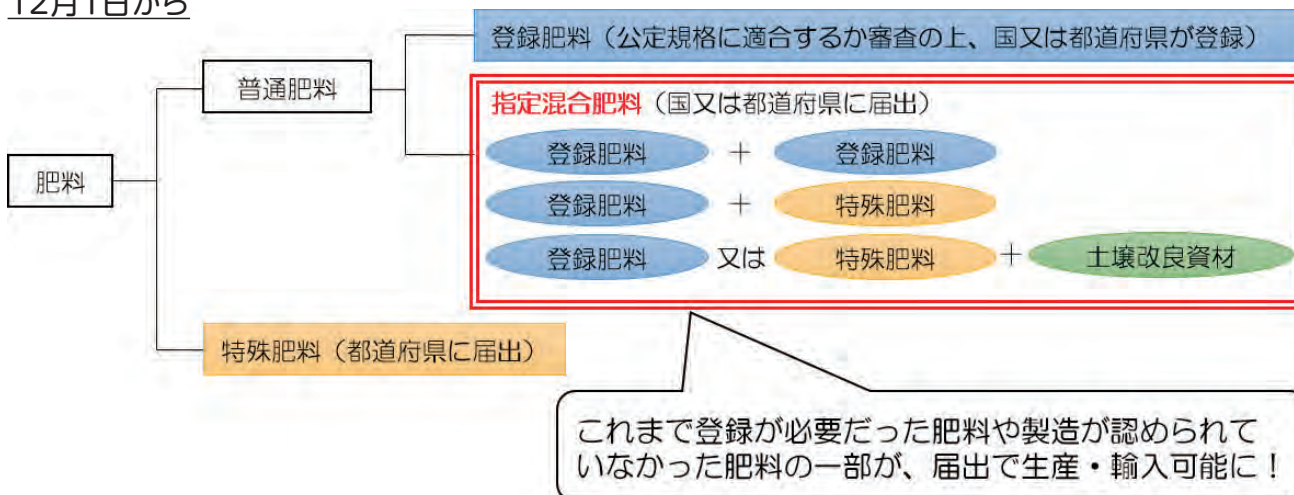 12月1日から
登録肥料（公定規格に適合するか審査の上、国又は都道府県が登録）
普通肥料
指定混合肥料（国又は都道府県に届出）
登録肥料 ＋ 登録肥料
肥料
登録肥料 ＋ 特殊肥料
登録肥料 又は 特殊肥料 ＋ 土壌改良資材
特殊肥料（都道府県に届出）
これまで登録が必要だった肥料や製造が認められて
いなかった肥料の一部が、届出で生産・輸入可能に！